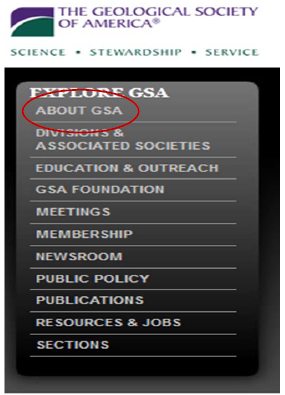 THE GEOLOGICAL SOCIETY
OF AMERICA®
SCIENCE • STEWARDSHIP • SERVICE
EXPLORE GSA
ABOUT GSA
DIVISIONS &
ASSOCIATED SOCIETIES
EDUCATION & OUTREACH
GSA FOUNDATION
MEETINGS
MEMBERSHIP
NEWSROOM
PUBLIC POLICY
PUBLICATIONS
RESOURCES & JOBS
SECTIONS